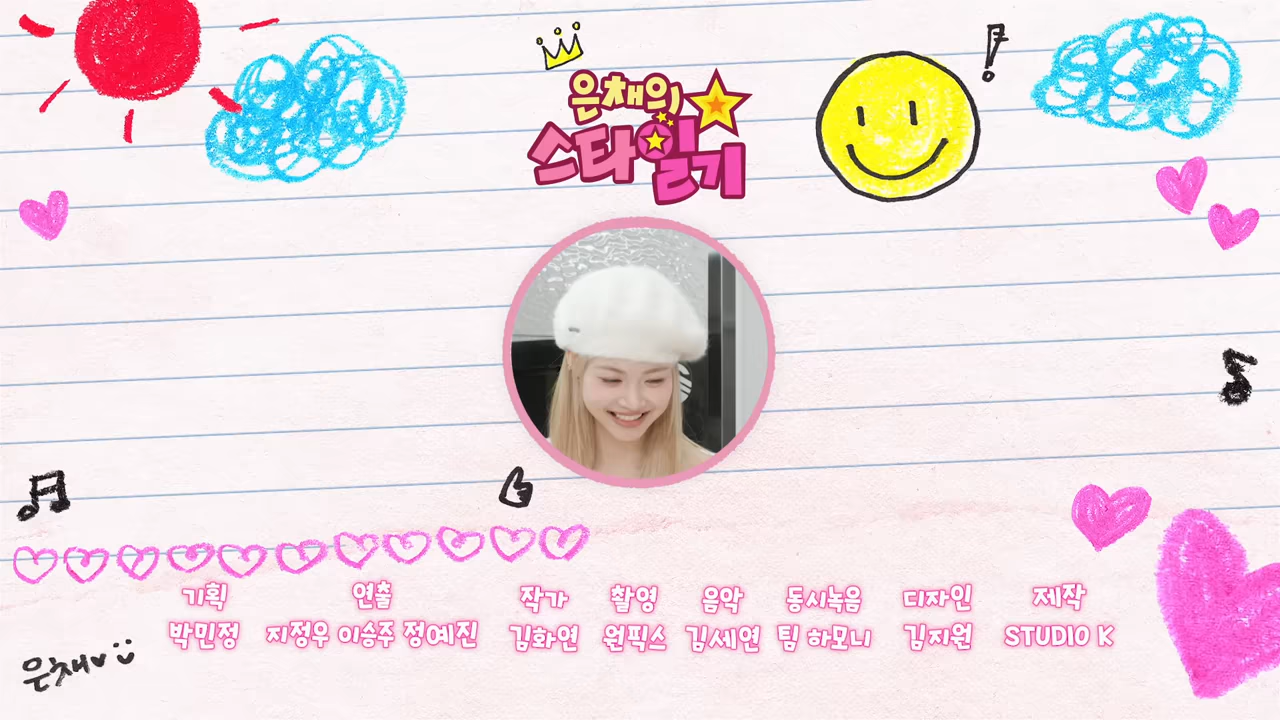 은채의
스타일기
기획 연출 작가 촬영 음악 동시녹음 디자인 제작
박민정 지정우 이승주 정예진 김화연 원픽스 김세연 팀 하모니 김지원 STUDIO K
은채